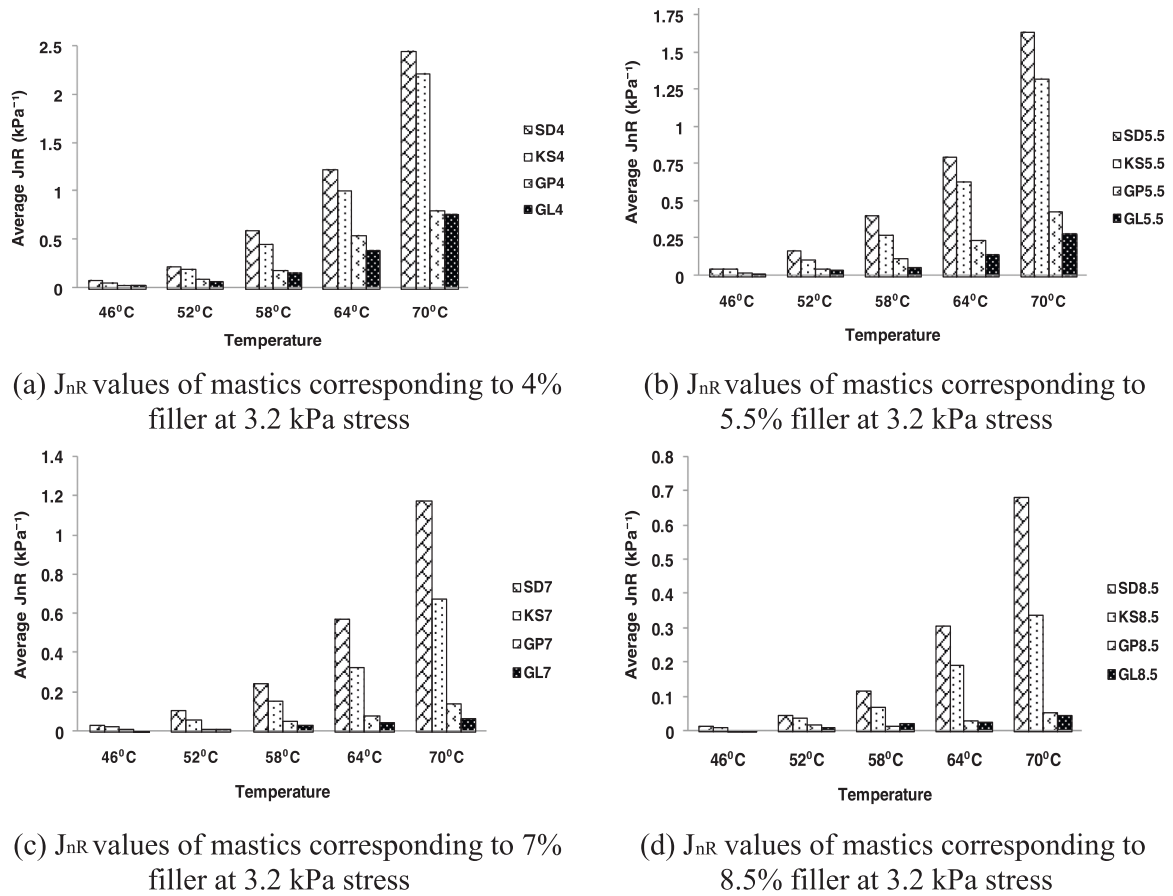 2.5
2
1.5
1
0.5
0
Average JnR (kPa⁻¹)
46⁰C 52⁰C 58⁰C 64⁰C 70⁰C
Temperature
SD4
KS4
GP4
GL4
(a) JnR values of mastics corresponding to 4%
filler at 3.2 kPa stress
1.75
1.5
1.25
1
0.75
0.5
0.25
0
Average JnR (kPa⁻¹)
46⁰C 52⁰C 58⁰C 64⁰C 70⁰C
Temperature
SD5.5
KS5.5
GP5.5
GL5.5
(b) JnR values of mastics corresponding to
5.5% filler at 3.2 kPa stress
1.4
1.2
1
0.8
0.6
0.4
0.2
0
Average JnR (kPa⁻¹)
46⁰C 52⁰C 58⁰C 64⁰C 70⁰C
Temperature
SD7
KS7
GP7
GL7
(c) JnR values of mastics corresponding to 7%
filler at 3.2 kPa stress
0.8
0.7
0.6
0.5
0.4
0.3
0.2
0.1
0
Average JnR (kPa⁻¹)
46⁰C 52⁰C 58⁰C 64⁰C 70⁰C
Temperature
SD8.5
KS8.5
GP8.5
GL8.5
(d) JnR values of mastics corresponding to
8.5% filler at 3.2 kPa stress